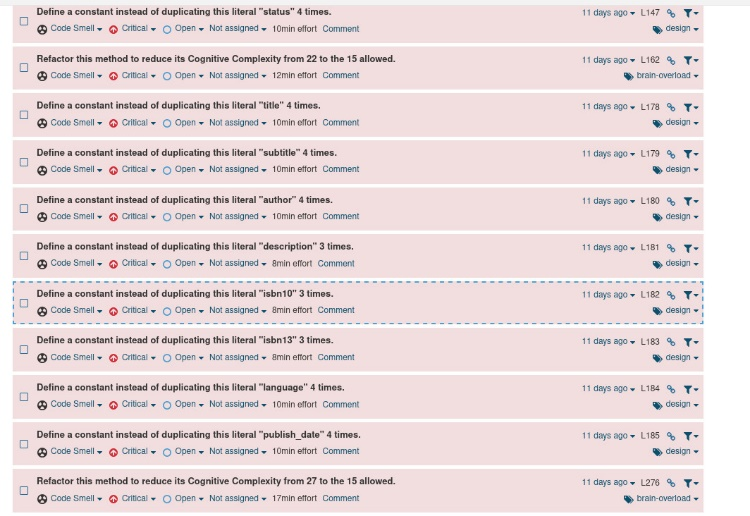 Define a constant instead of duplicating this literal "status" 4 times. 11 days ago L147
Code Smell Critical Open Not assigned 10min effort Comment design
Refactor this method to reduce its Cognitive Complexity from 22 to the 15 allowed. 11 days ago L162
Code Smell Critical Open Not assigned 12min effort Comment brain-overload
Define a constant instead of duplicating this literal "title" 4 times. 11 days ago L178
Code Smell Critical Open Not assigned 10min effort Comment design
Define a constant instead of duplicating this literal "subtitle" 4 times. 11 days ago L179
Code Smell Critical Open Not assigned 10min effort Comment design
Define a constant instead of duplicating this literal "author" 4 times. 11 days ago L180
Code Smell Critical Open Not assigned 10min effort Comment design
Define a constant instead of duplicating this literal "description" 3 times. 11 days ago L181
Code Smell Critical Open Not assigned 8min effort Comment design
Define a constant instead of duplicating this literal "isbn10" 3 times. 11 days ago L182
Code Smell Critical Open Not assigned 8min effort Comment design
Define a constant instead of duplicating this literal "isbn13" 3 times. 11 days ago L183
Code Smell Critical Open Not assigned 8min effort Comment design
Define a constant instead of duplicating this literal "language" 4 times. 11 days ago L184
Code Smell Critical Open Not assigned 10min effort Comment design
Define a constant instead of duplicating this literal "publish_date" 4 times. 11 days ago L185
Code Smell Critical Open Not assigned 10min effort Comment design
Refactor this method to reduce its Cognitive Complexity from 27 to the 15 allowed. 11 days ago L276
Code Smell Critical Open Not assigned 17min effort Comment brain-overload